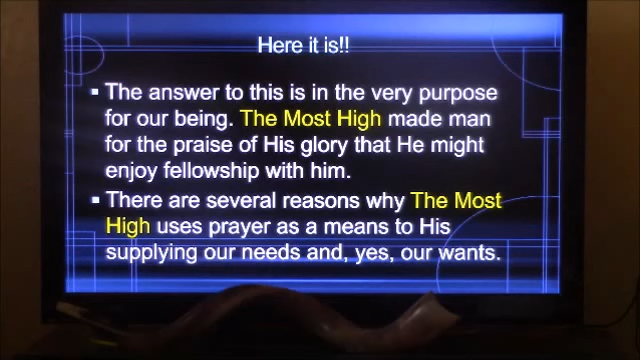 Here it is!!
▪ The answer to this is in the very purpose
for our being. The Most High made man
for the praise of His glory that He might
enjoy fellowship with him.
▪ There are several reasons why The Most
High uses prayer as a means to His
supplying our needs and, yes, our wants.